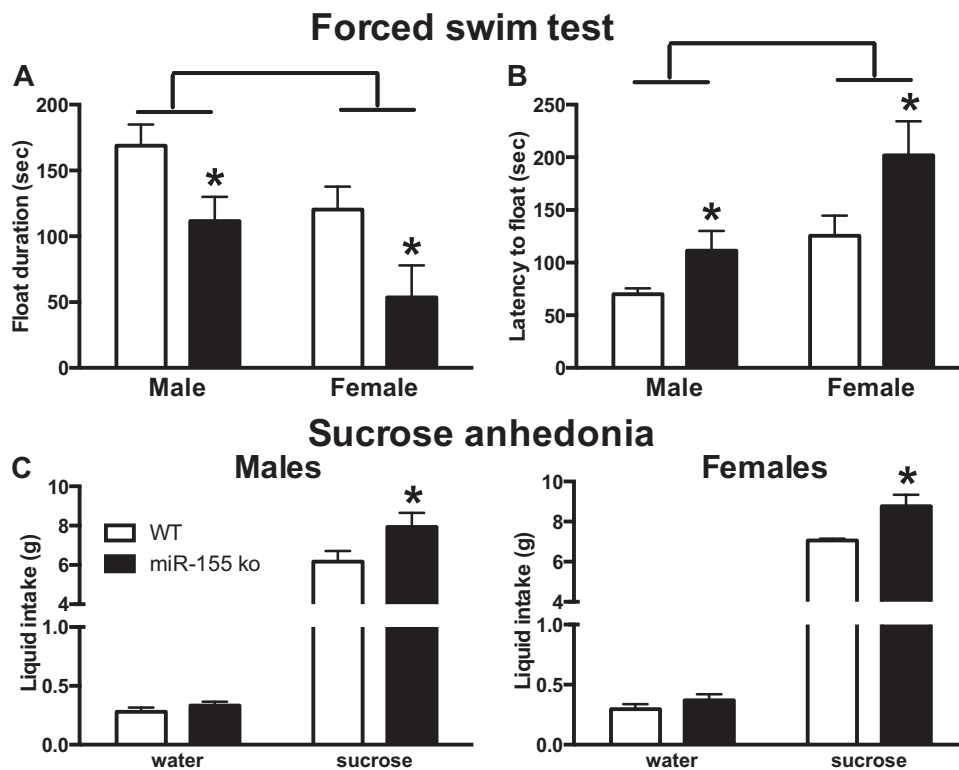 Forced swim test
A
B
Float duration (sec)
200
150
100
50
0
*
*
Male
Female
Latency to float (sec)
250
200
150
100
50
0
*
*
Male
Female
Sucrose anhedonia
C
Males
Females
Liquid intake (g)
10
8
6
4
1.0
0.5
0.0
WT
miR-155 ko
*
water
sucrose
Liquid intake (g)
10
8
6
4
1.0
0.5
0.0
*
water
sucrose